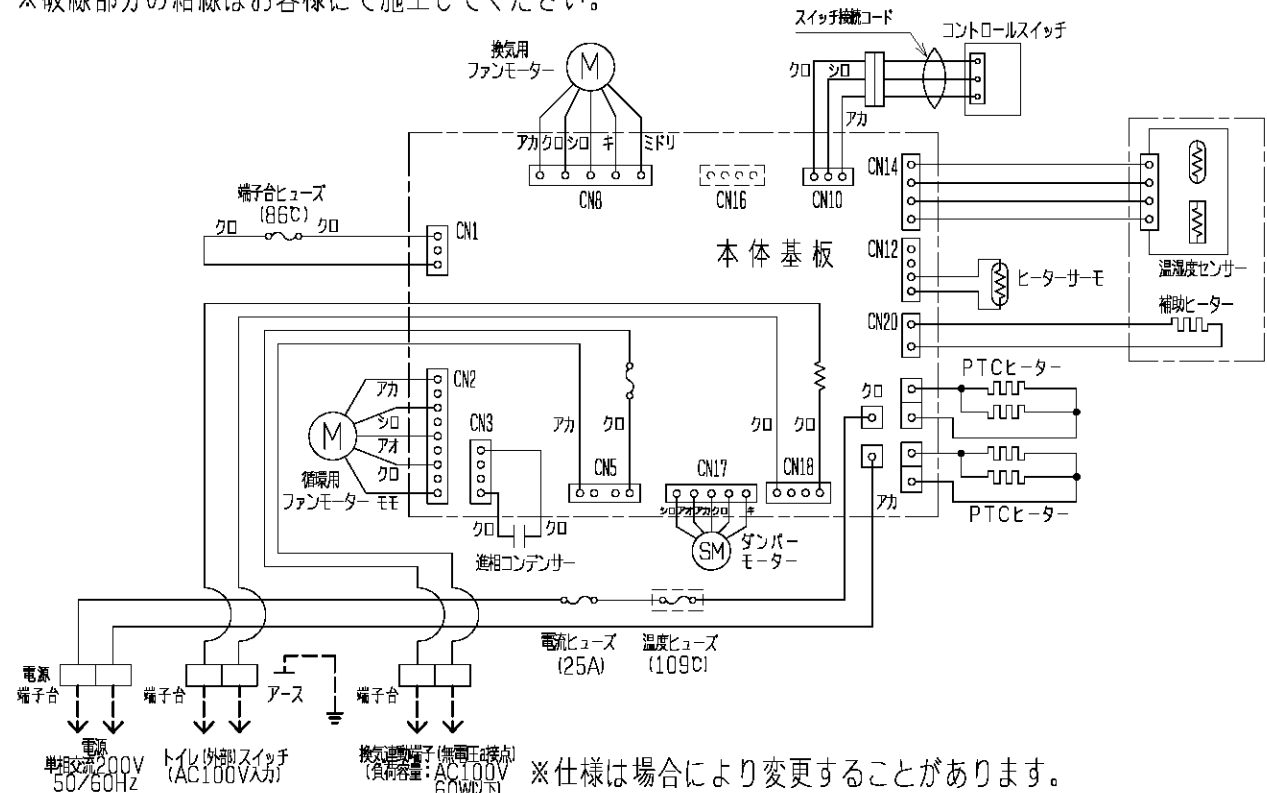 ※破線部分の結線はお客様にて施工してください。
スイッチ接続コード
コントロールスイッチ
換気用
ファンモーター
M
クロ シロ
アカ
アカ クロ シロ キ ミドリ
CN8
CN16
CN10
CN14
端子台ヒューズ
(86℃)
クロ クロ
CN1
本体基板
CN12
ヒーターサーモ
温湿度センサー
補助ヒーター
CN20
PTCヒーター
クロ
CN2
アカ
シロ
アオ
クロ
モモ
M
循環用
ファンモーター
CN3
クロ クロ
進相コンデンサー
アカ クロ
CN5
CN17
シロ アオ アカ クロ キ
SM
ダンパー
モーター
クロ クロ
CN18
アカ
PTCヒーター
電流ヒューズ
(25A)
温度ヒューズ
(109℃)
電源
端子台
端子台
アース
端子台
電源
単相交流200V
50/60Hz
トイレ(外部)スイッチ
(AC100V入力)
換気連動端子(無電圧a接点)
(負荷容量:AC100V
60W以下)
※仕様は場合により変更することがあります。